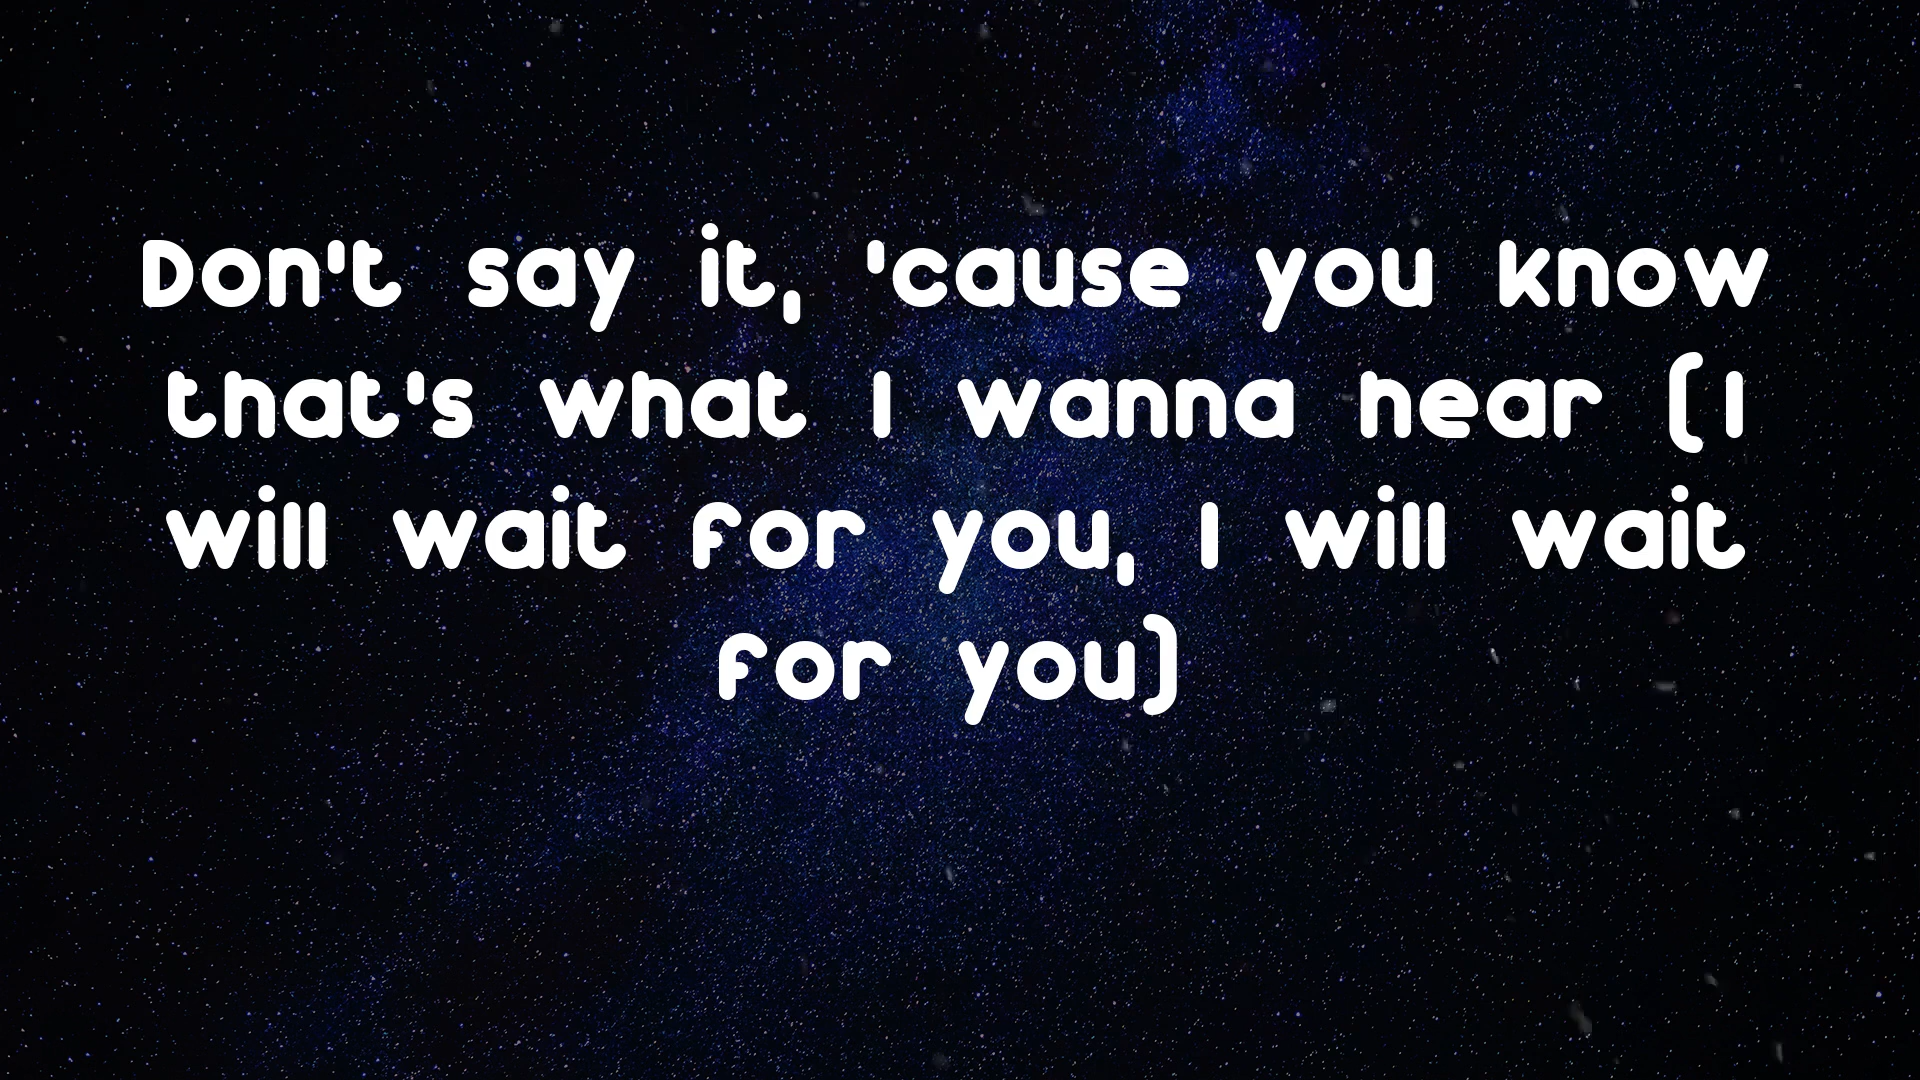 Don't say it, 'cause you know
that's what I wanna hear (I
will wait for you, I will wait
for you)